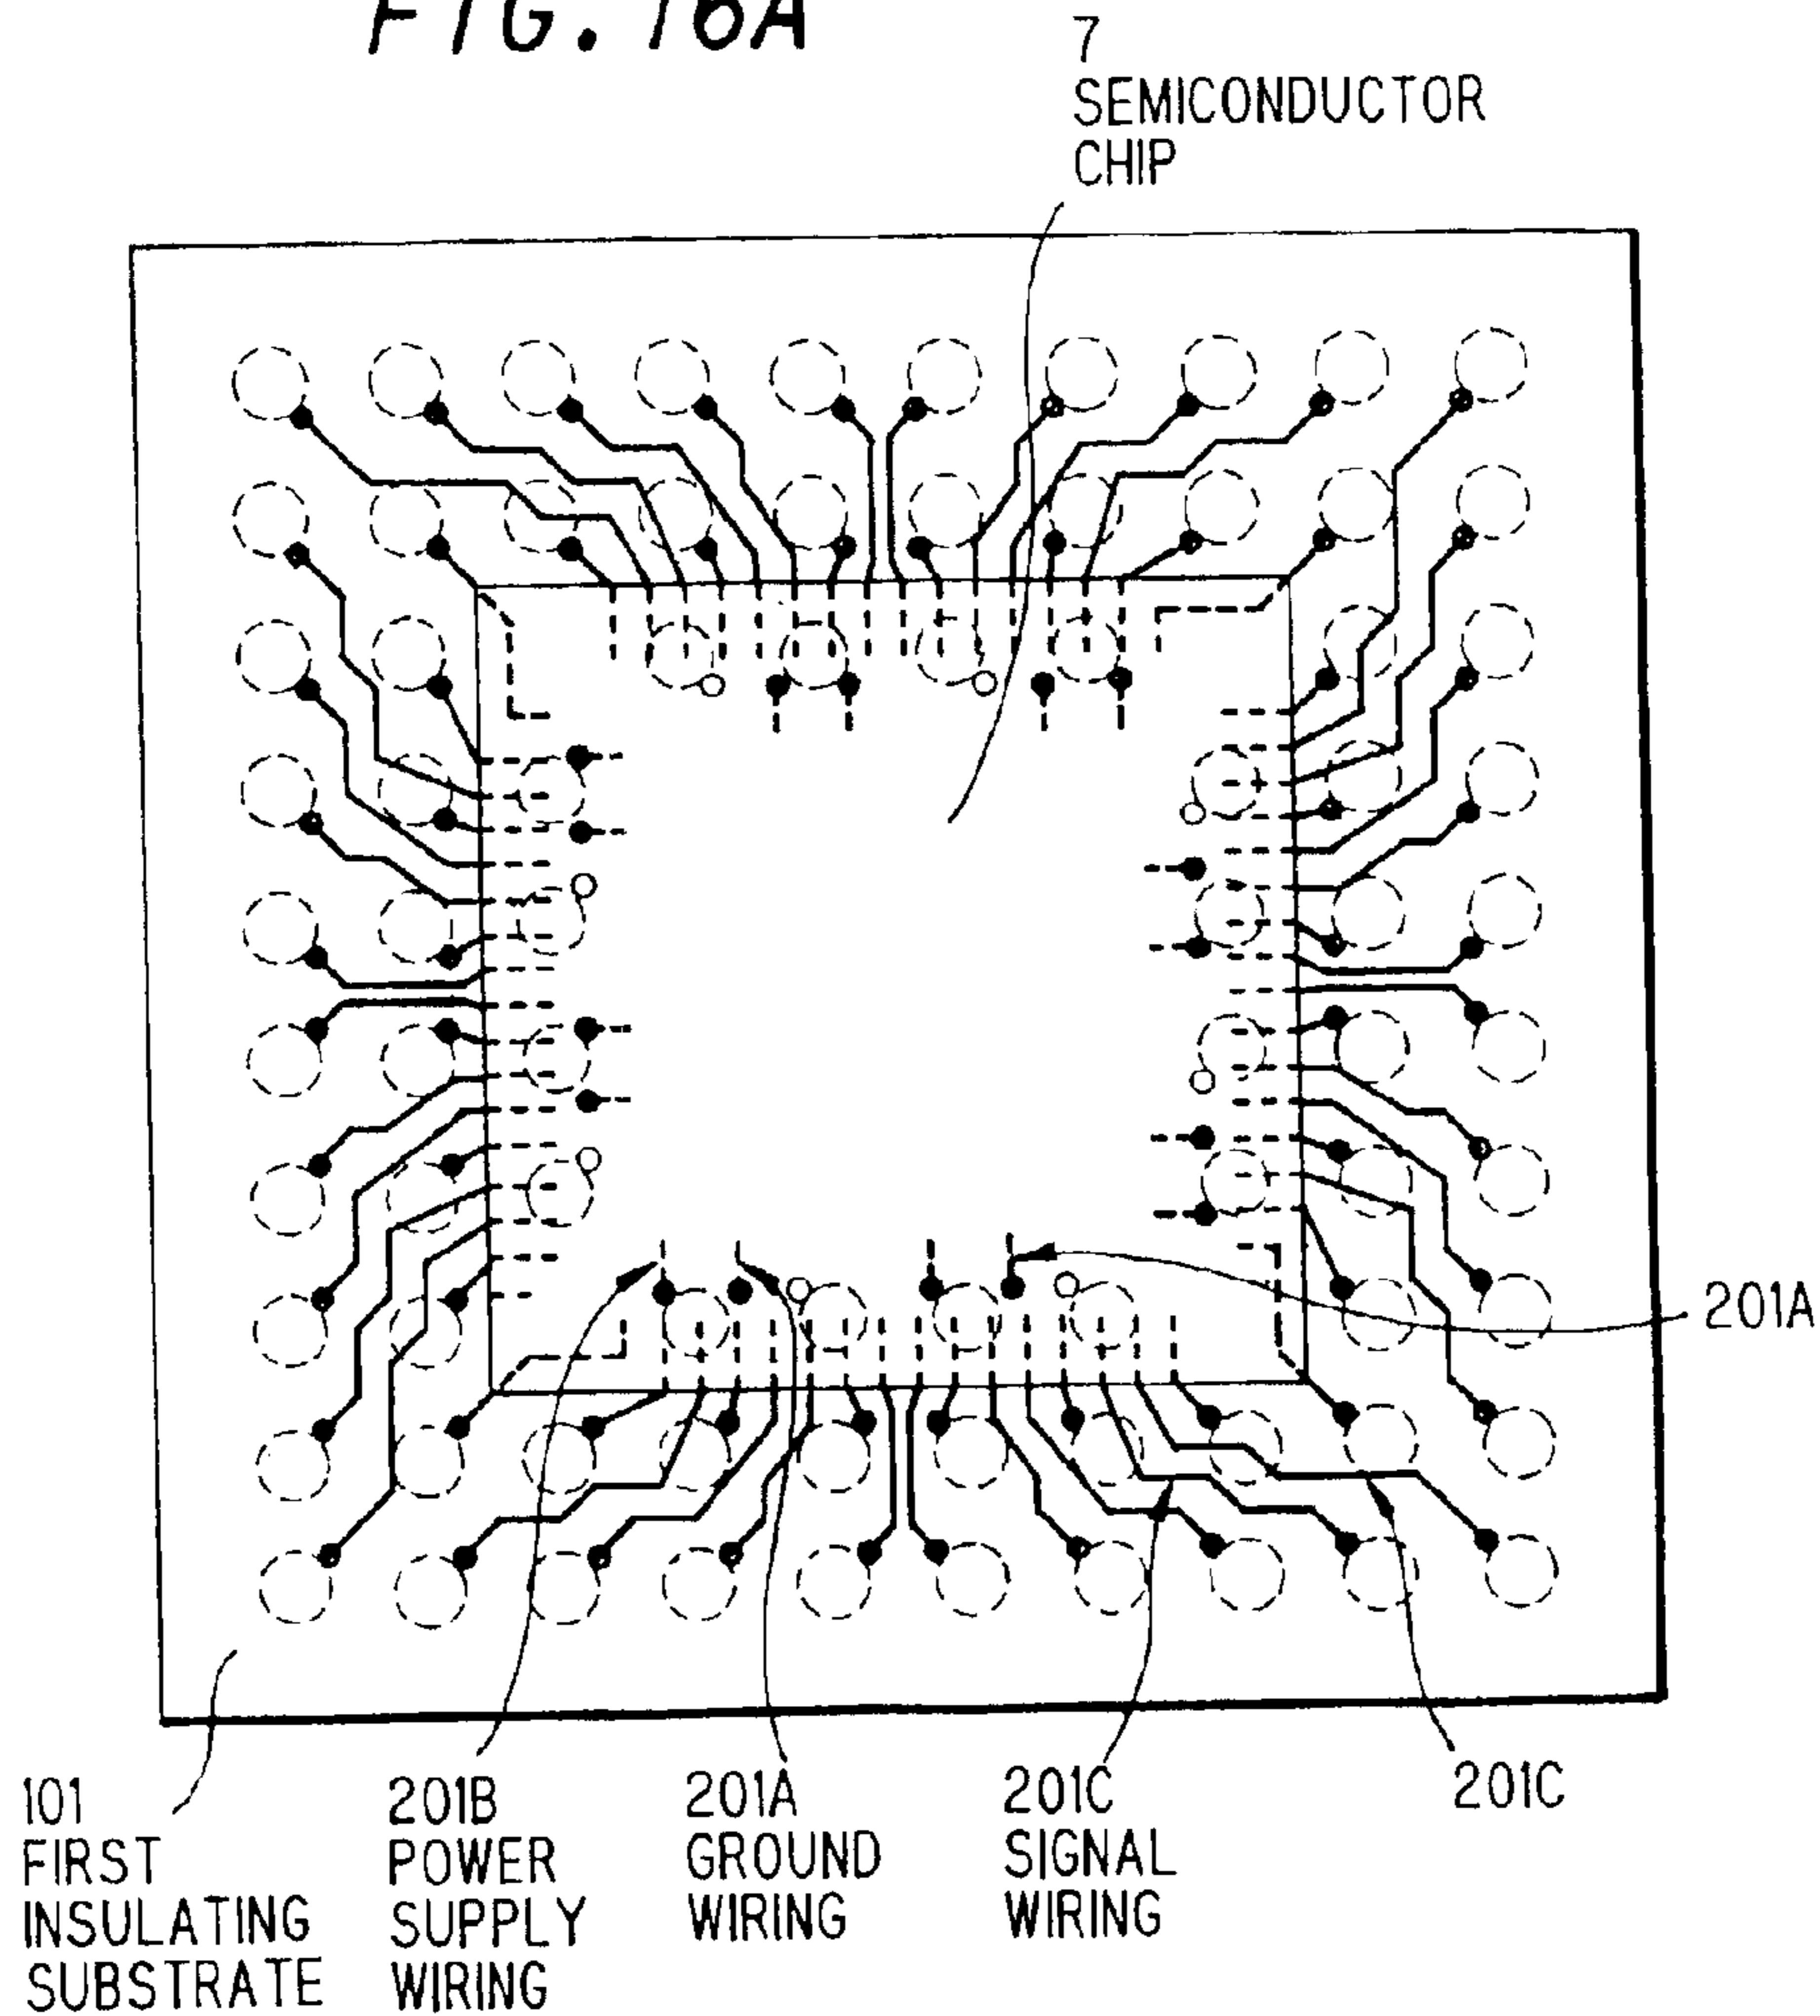 FIG. 16A
7
SEMICONDUCTOR
CHIP
201A
101
FIRST
INSULATING
SUBSTRATE
201B
POWER
SUPPLY
WIRING
201A
GROUND
WIRING
201C
SIGNAL
WIRING
201C